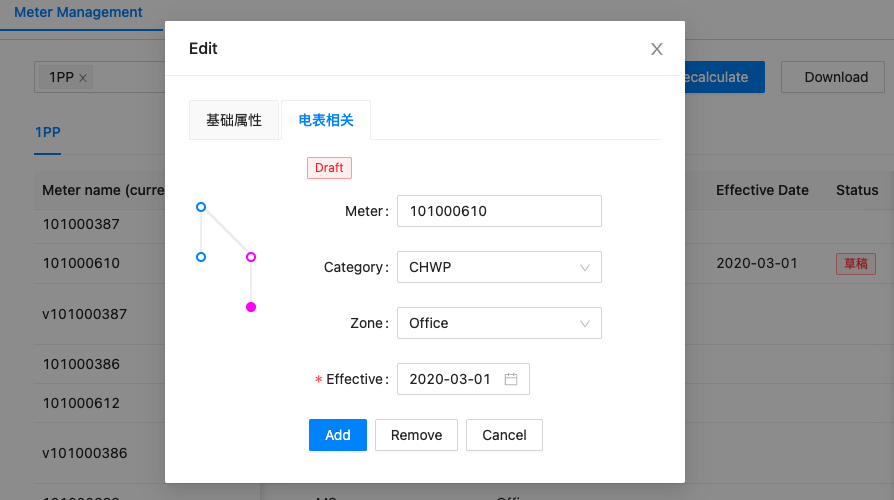 Meter Management
Edit
1PP
ecalculate
Download
基础属性
电表相关
1PP
Draft
Meter name (curre
Effective Date
Status
Meter:
101000610
101000387
101000610
2020-03-01
草稿
Category:
CHWP
v101000387
Zone:
Office
101000386
* Effective:
2020-03-01
101000612
Add
Remove
Cancel
v101000386